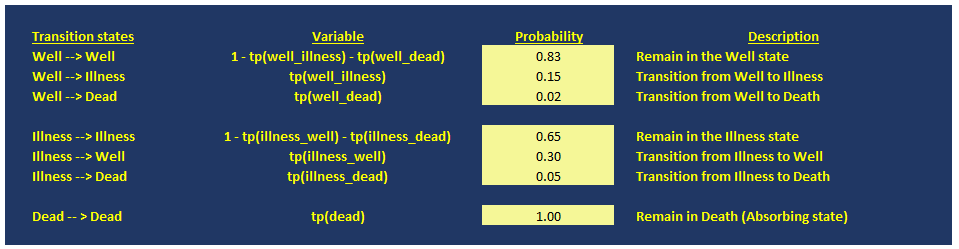 Transition states Variable Probability Description
Well --> Well 1 - tp(well_illness) - tp(well_dead) 0.83 Remain in the Well state
Well --> Illness tp(well_illness) 0.15 Transition from Well to Illness
Well --> Dead tp(well_dead) 0.02 Transition from Well to Death
Illness --> Illness 1 - tp(illness_well) - tp(illness_dead) 0.65 Remain in the Illness state
Illness --> Well tp(illness_well) 0.30 Transition from Illness to Well
Illness --> Dead tp(illness_dead) 0.05 Transition from Illness to Death
Dead -- > Dead tp(dead) 1.00 Remain in Death (Absorbing state)